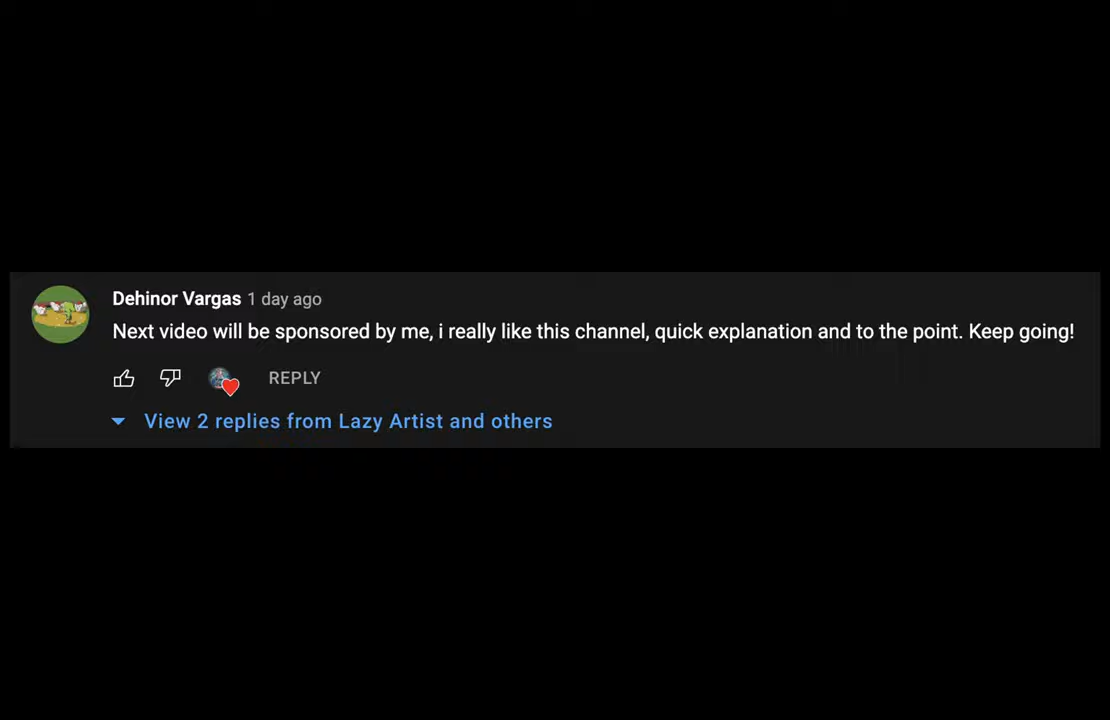 Dehinor Vargas 1 day ago
Next video will be sponsored by me, i really like this channel, quick explanation and to the point. Keep going!
REPLY
View 2 replies from Lazy Artist and others